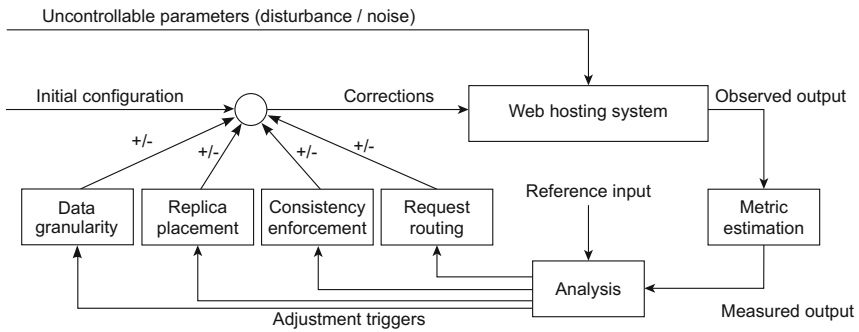 Uncontrollable parameters (disturbance / noise)
Initial configuration
Corrections
Web hosting system
Observed output
+/-
+/-
+/-
+/-
Reference input
Data
granularity
Replica
placement
Consistency
enforcement
Request
routing
Metric
estimation
Analysis
Adjustment triggers
Measured output